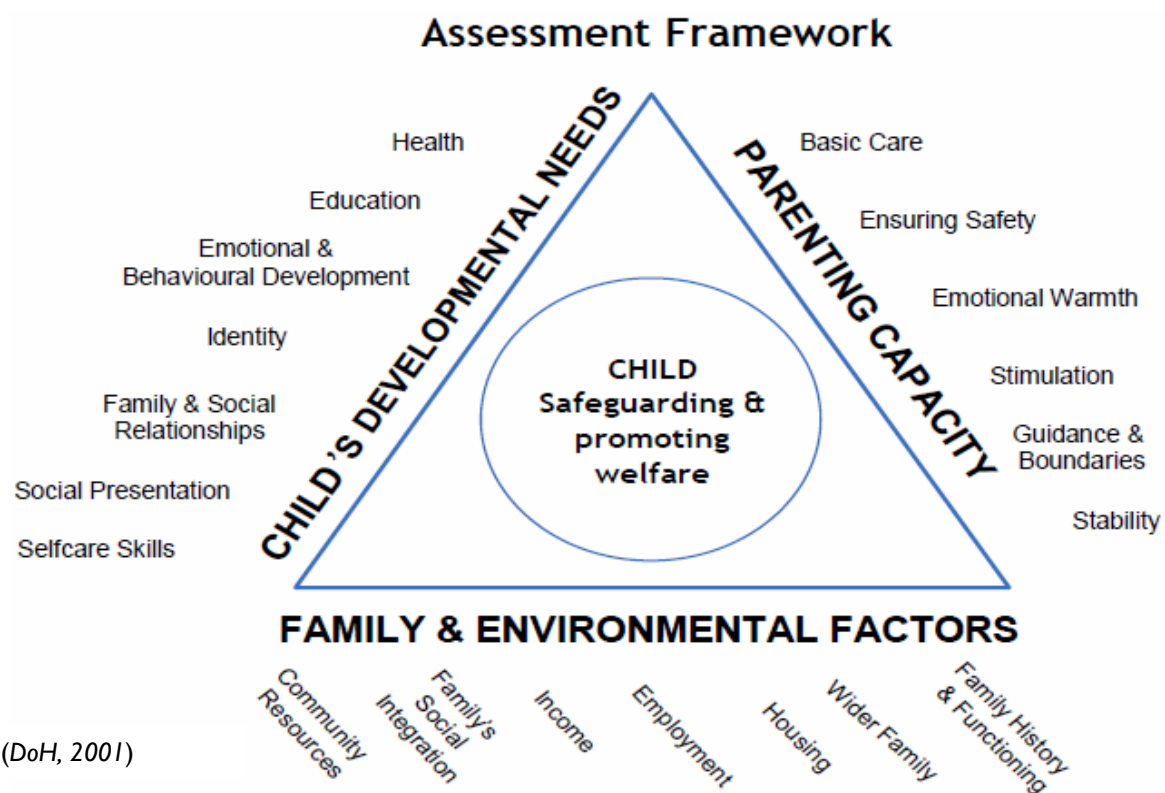 Assessment Framework
CHILD'S DEVELOPMENTAL NEEDS
Health
Education
Emotional &
Behavioural Development
Identity
Family & Social
Relationships
Social Presentation
Selfcare Skills
PARENTING CAPACITY
Basic Care
Ensuring Safety
Emotional Warmth
Stimulation
Guidance &
Boundaries
Stability
CHILD
Safeguarding &
promoting
welfare
FAMILY & ENVIRONMENTAL FACTORS
Community
Resources
Family's
Social
Integration
Income
Employment
Housing
Wider Family
Family History
& Functioning
(DoH, 2001)